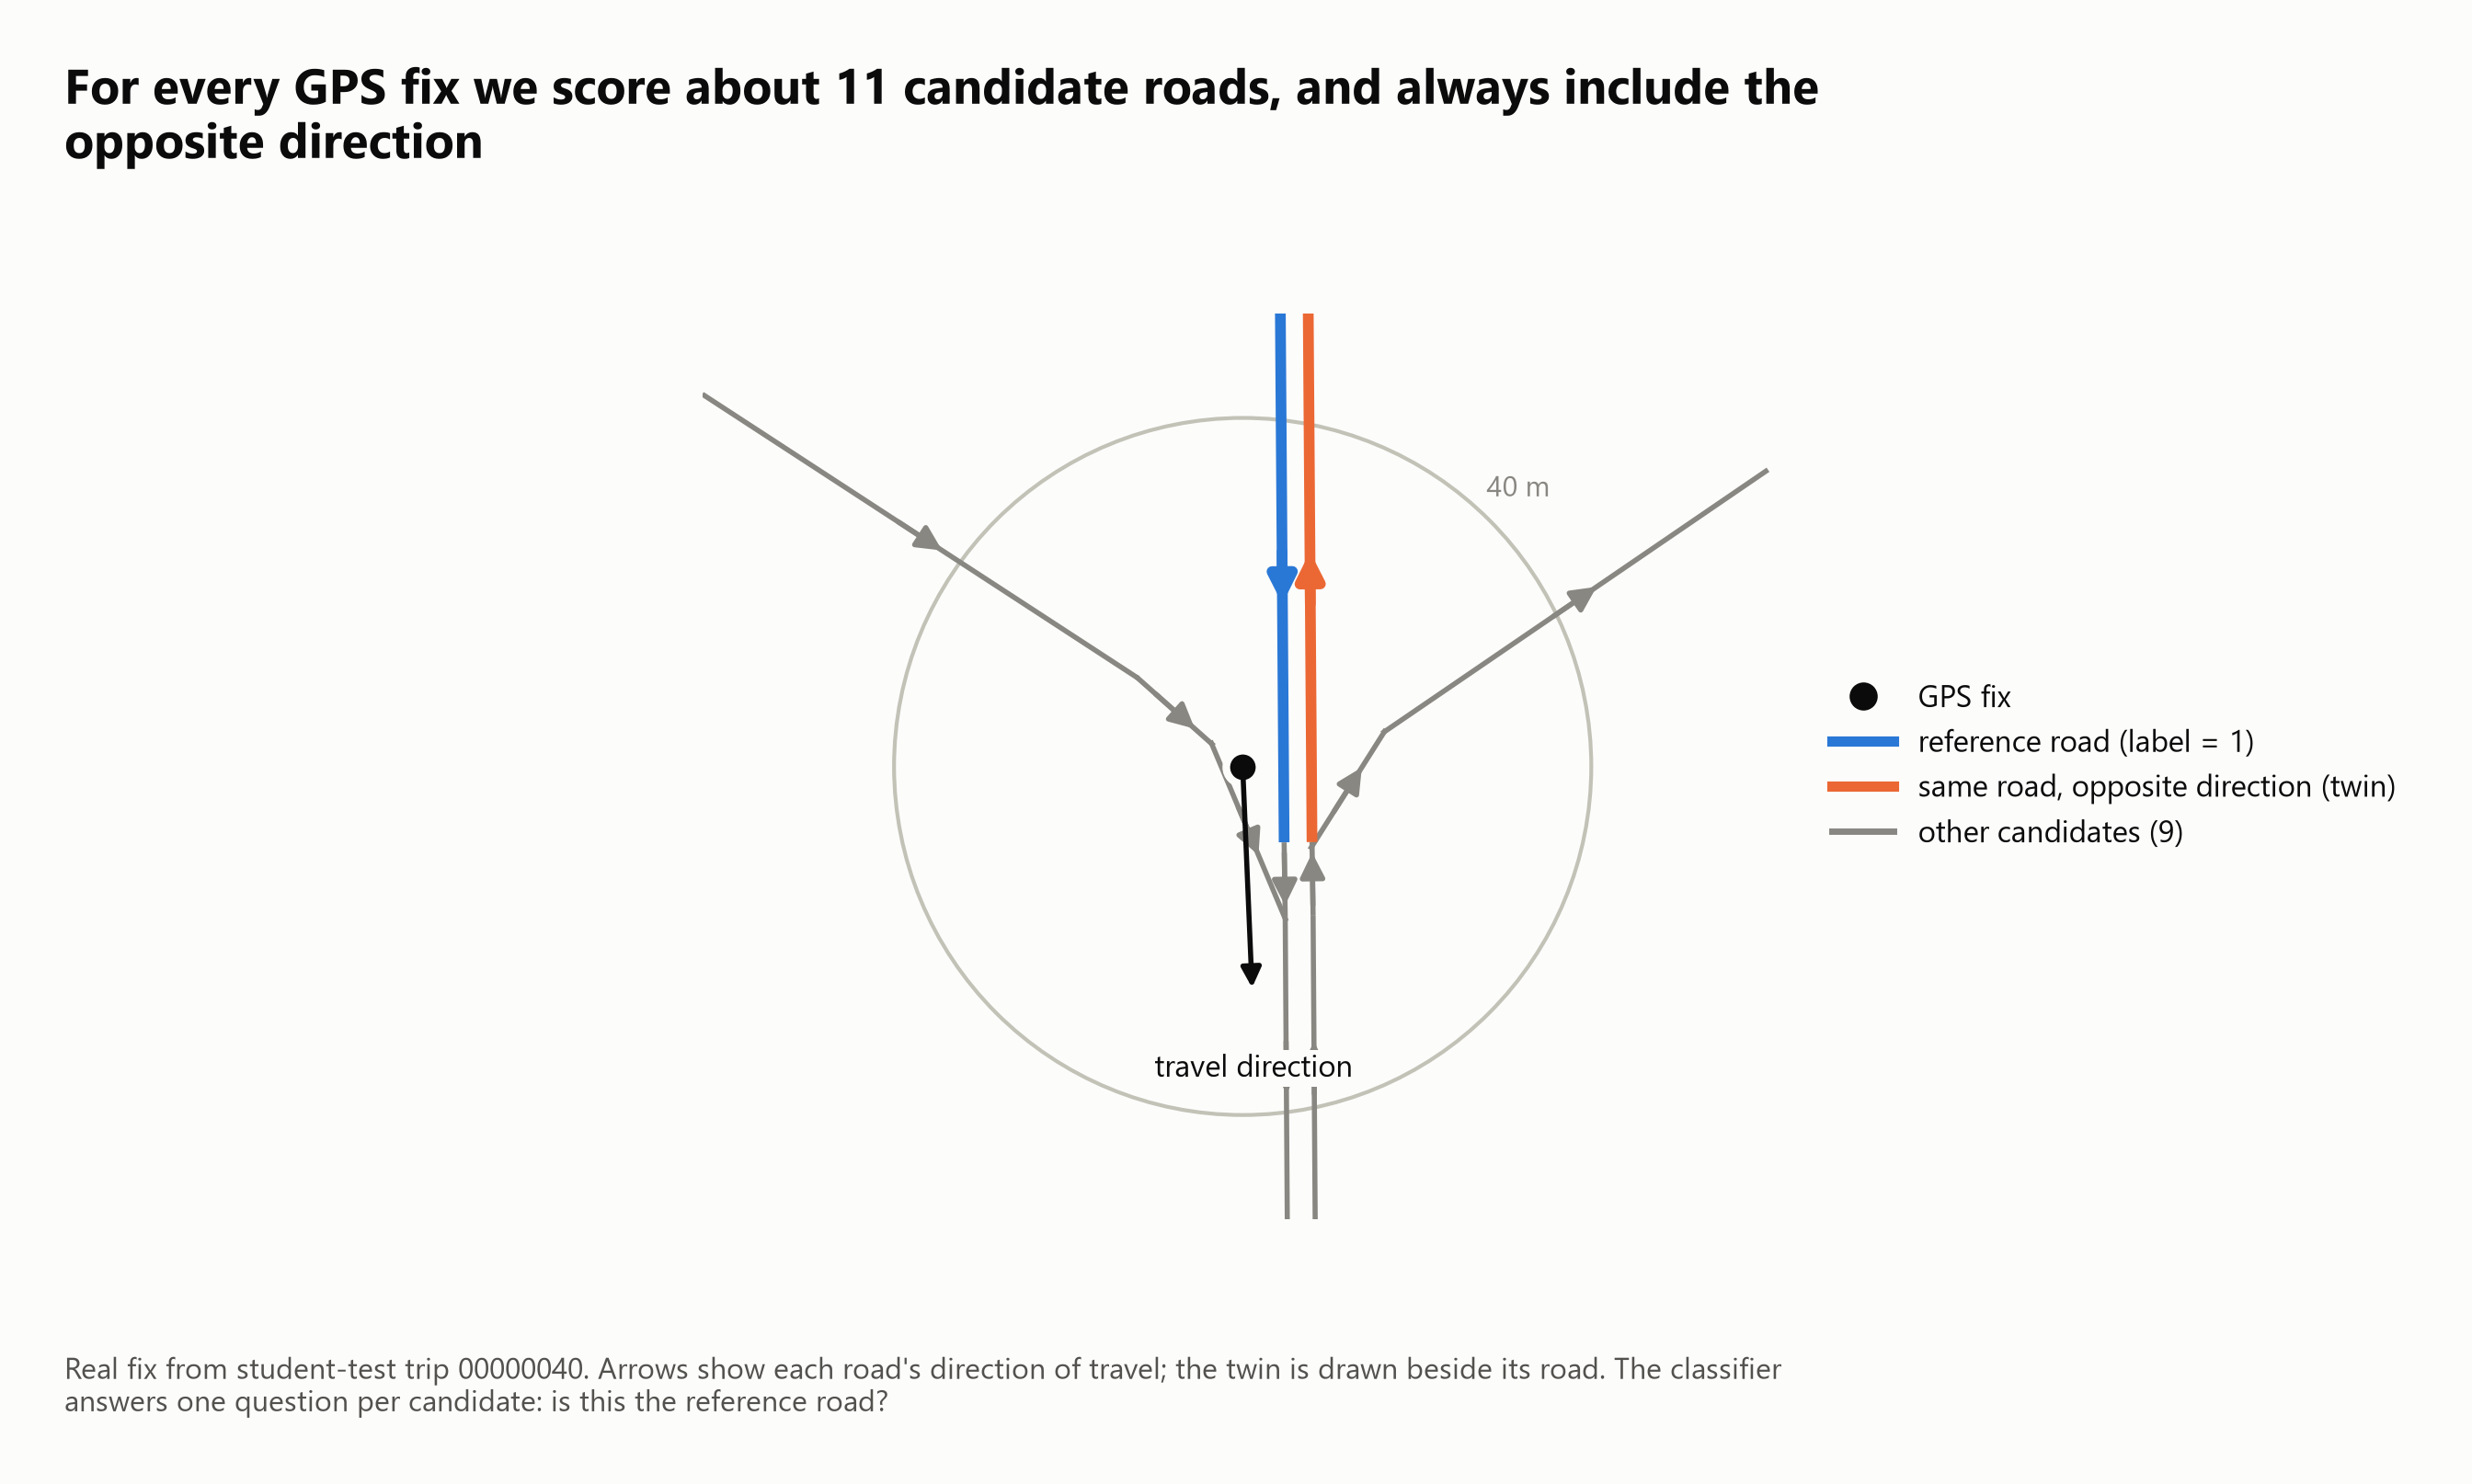 For every GPS fix we score about 11 candidate roads, and always include the
opposite direction
40 m
GPS fix
reference road (label = 1)
same road, opposite direction (twin)
other candidates (9)
travel direction
Real fix from student-test trip 00000040. Arrows show each road's direction of travel; the twin is drawn beside its road. The classifier
answers one question per candidate: is this the reference road?